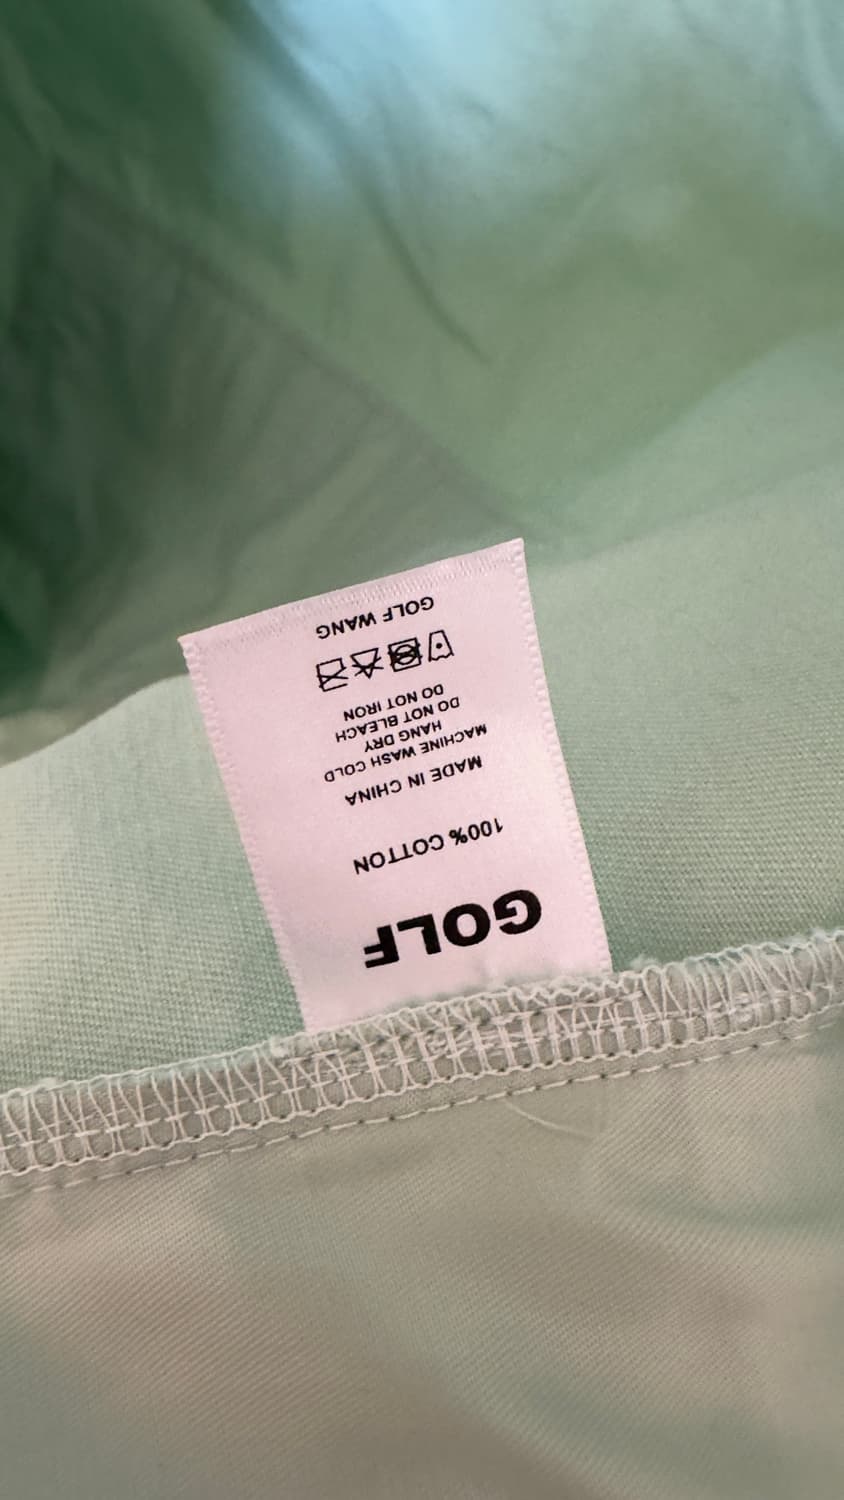 GOLF
100% COTTON
MADE IN CHINA
MACHINE WASH COLD
HANG DRY
DO NOT BLEACH
DO NOT IRON
GOLF WANG